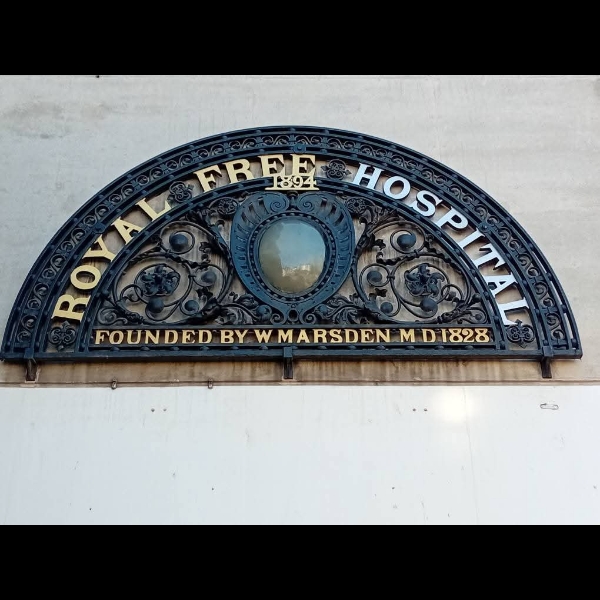 ROYAL FREE HOSPITAL
1894
FOUNDED BY W MARSDEN M D 1828